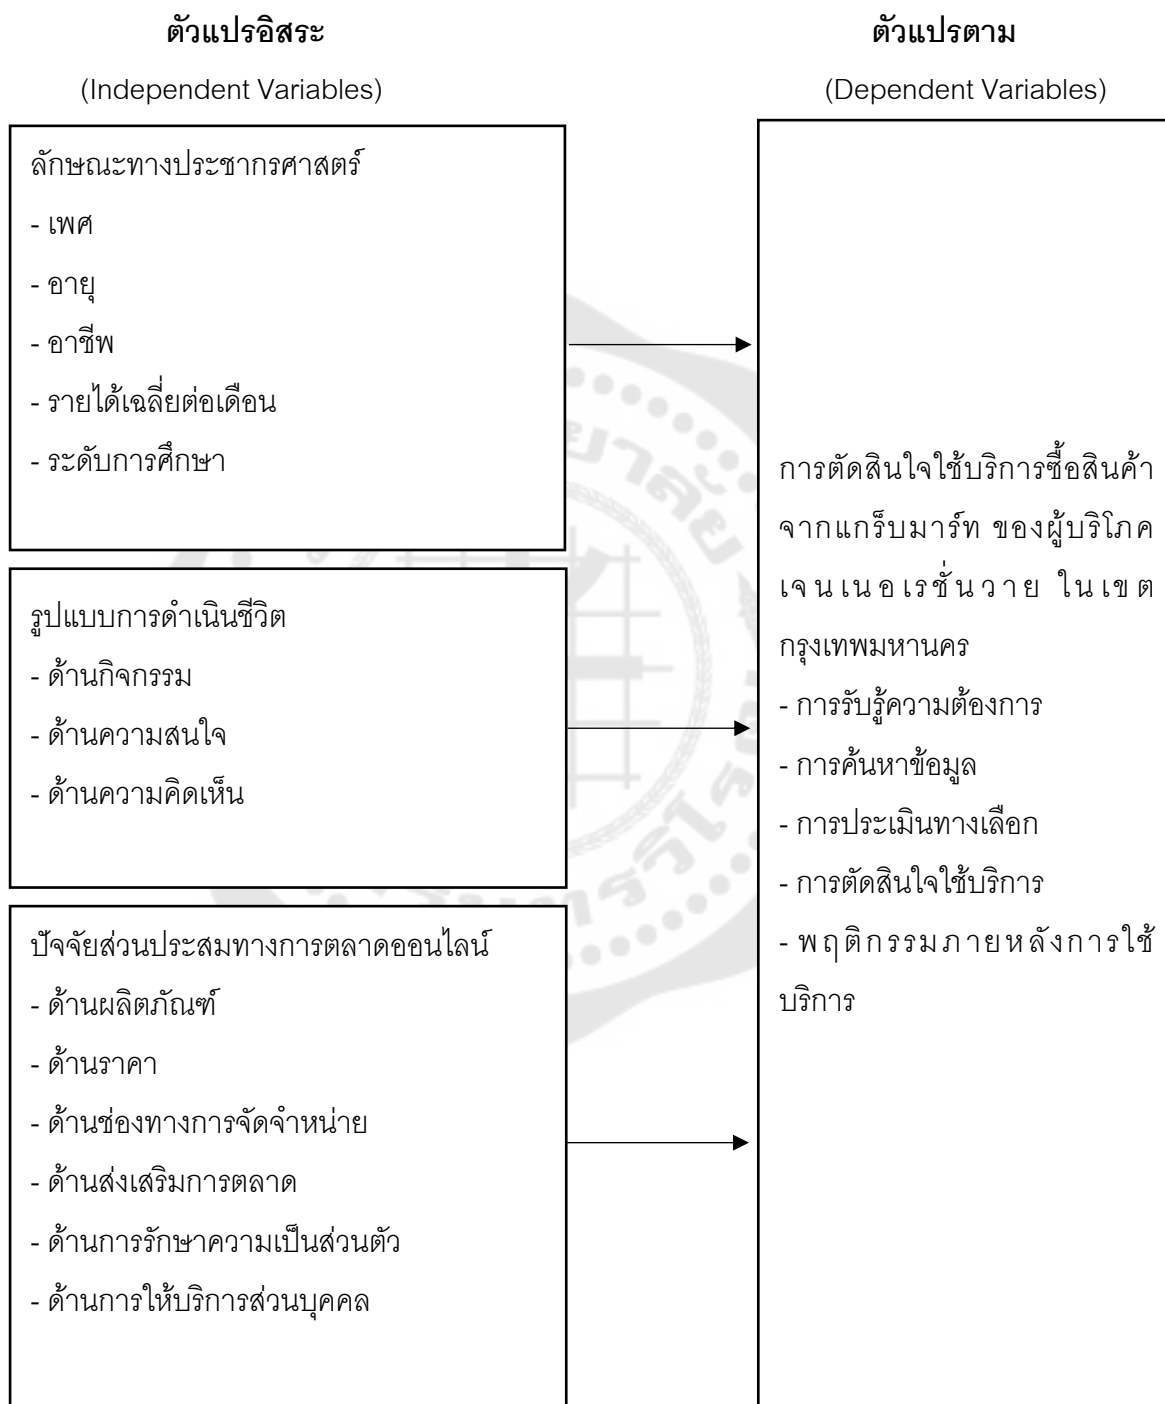 ตัวแปรอิสระ
(Independent Variables)
ลักษณะทางประชากรศาสตร์
- เพศ
- อายุ
- อาชีพ
- รายได้เฉลี่ยต่อเดือน
- ระดับการศึกษา
รูปแบบการดำเนินชีวิต
- ด้านกิจกรรม
- ด้านความสนใจ
- ด้านความคิดเห็น
ปัจจัยส่วนประสมทางการตลาดออนไลน์
- ด้านผลิตภัณฑ์
- ด้านราคา
- ด้านช่องทางการจัดจำหน่าย
- ด้านส่งเสริมการตลาด
- ด้านการรักษาความเป็นส่วนตัว
- ด้านการให้บริการส่วนบุคคล
ตัวแปรตาม
(Dependent Variables)
การตัดสินใจใช้บริการซื้อสินค้า
จากแกร็บมาร์ท ของผู้บริโภค
เจนเนอเรชั่นวาย ในเขต
กรุงเทพมหานคร
- การรับรู้ความต้องการ
- การค้นหาข้อมูล
- การประเมินทางเลือก
- การตัดสินใจใช้บริการ
- พฤติกรรมภายหลังการใช้
บริการ